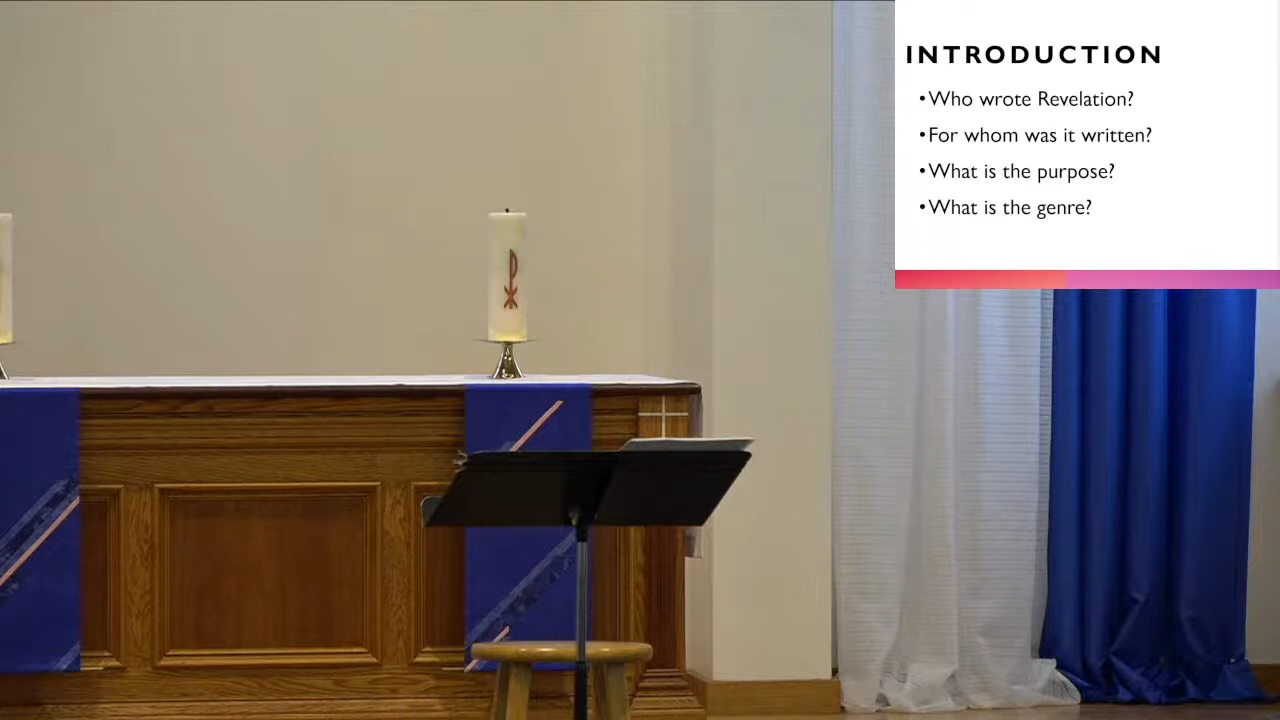 INTRODUCTION
•Who wrote Revelation?
•For whom was it written?
•What is the purpose?
•What is the genre?